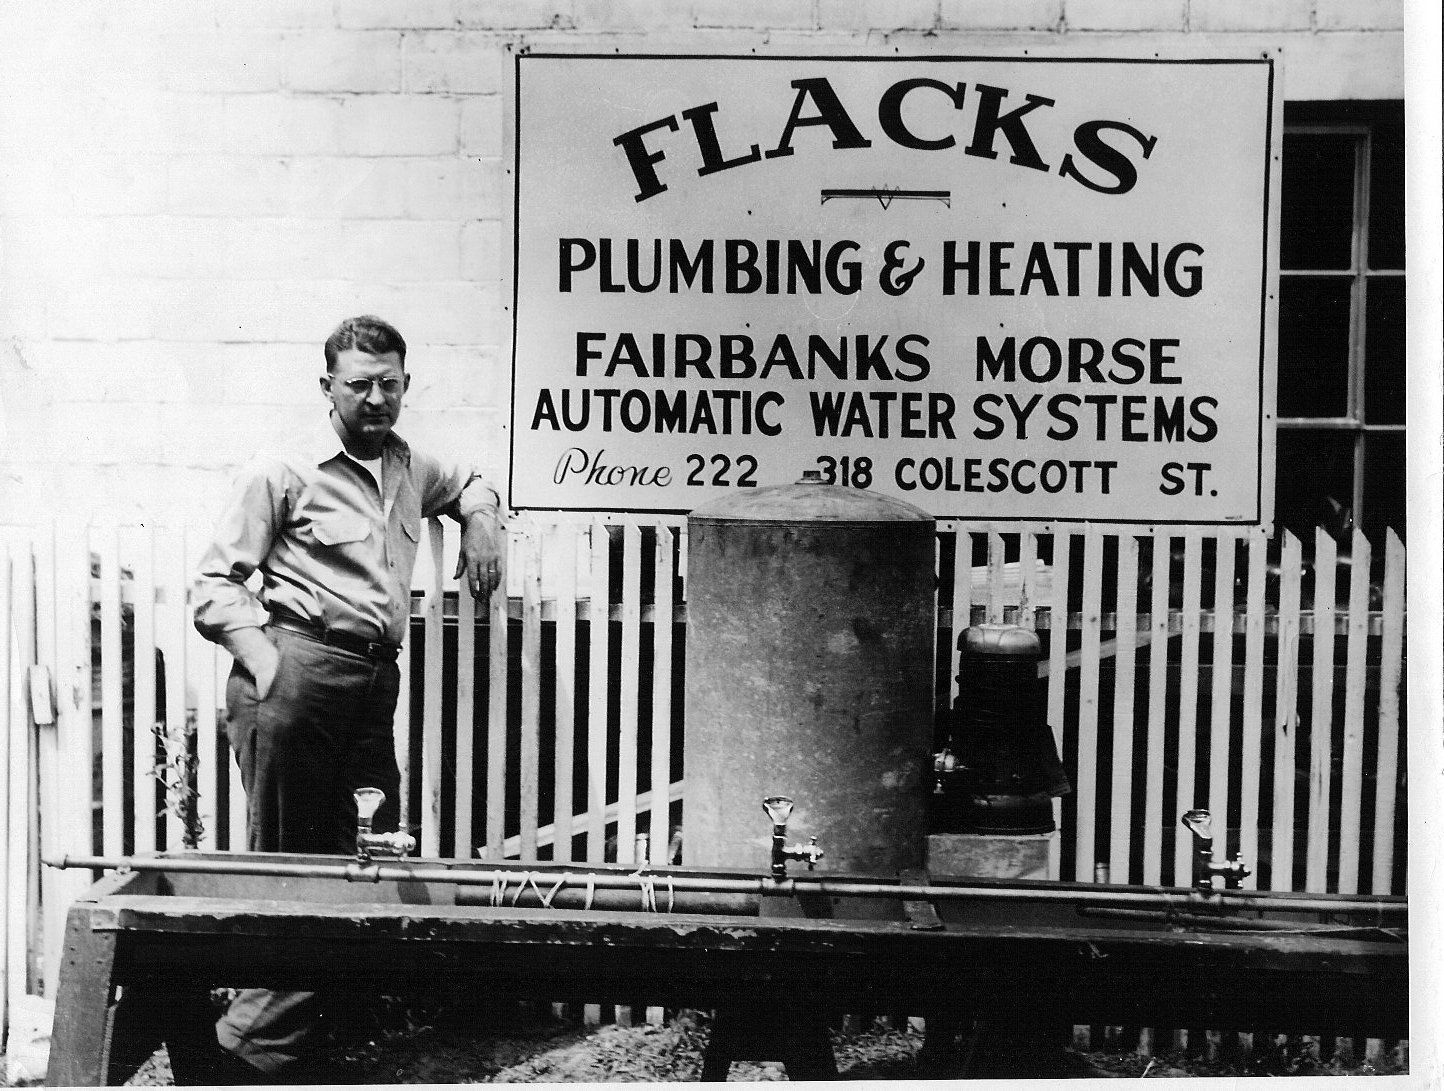 FLACKS
PLUMBING & HEATING
FAIRBANKS MORSE
AUTOMATIC WATER SYSTEMS
Phone 222 318 COLESCOTT ST.